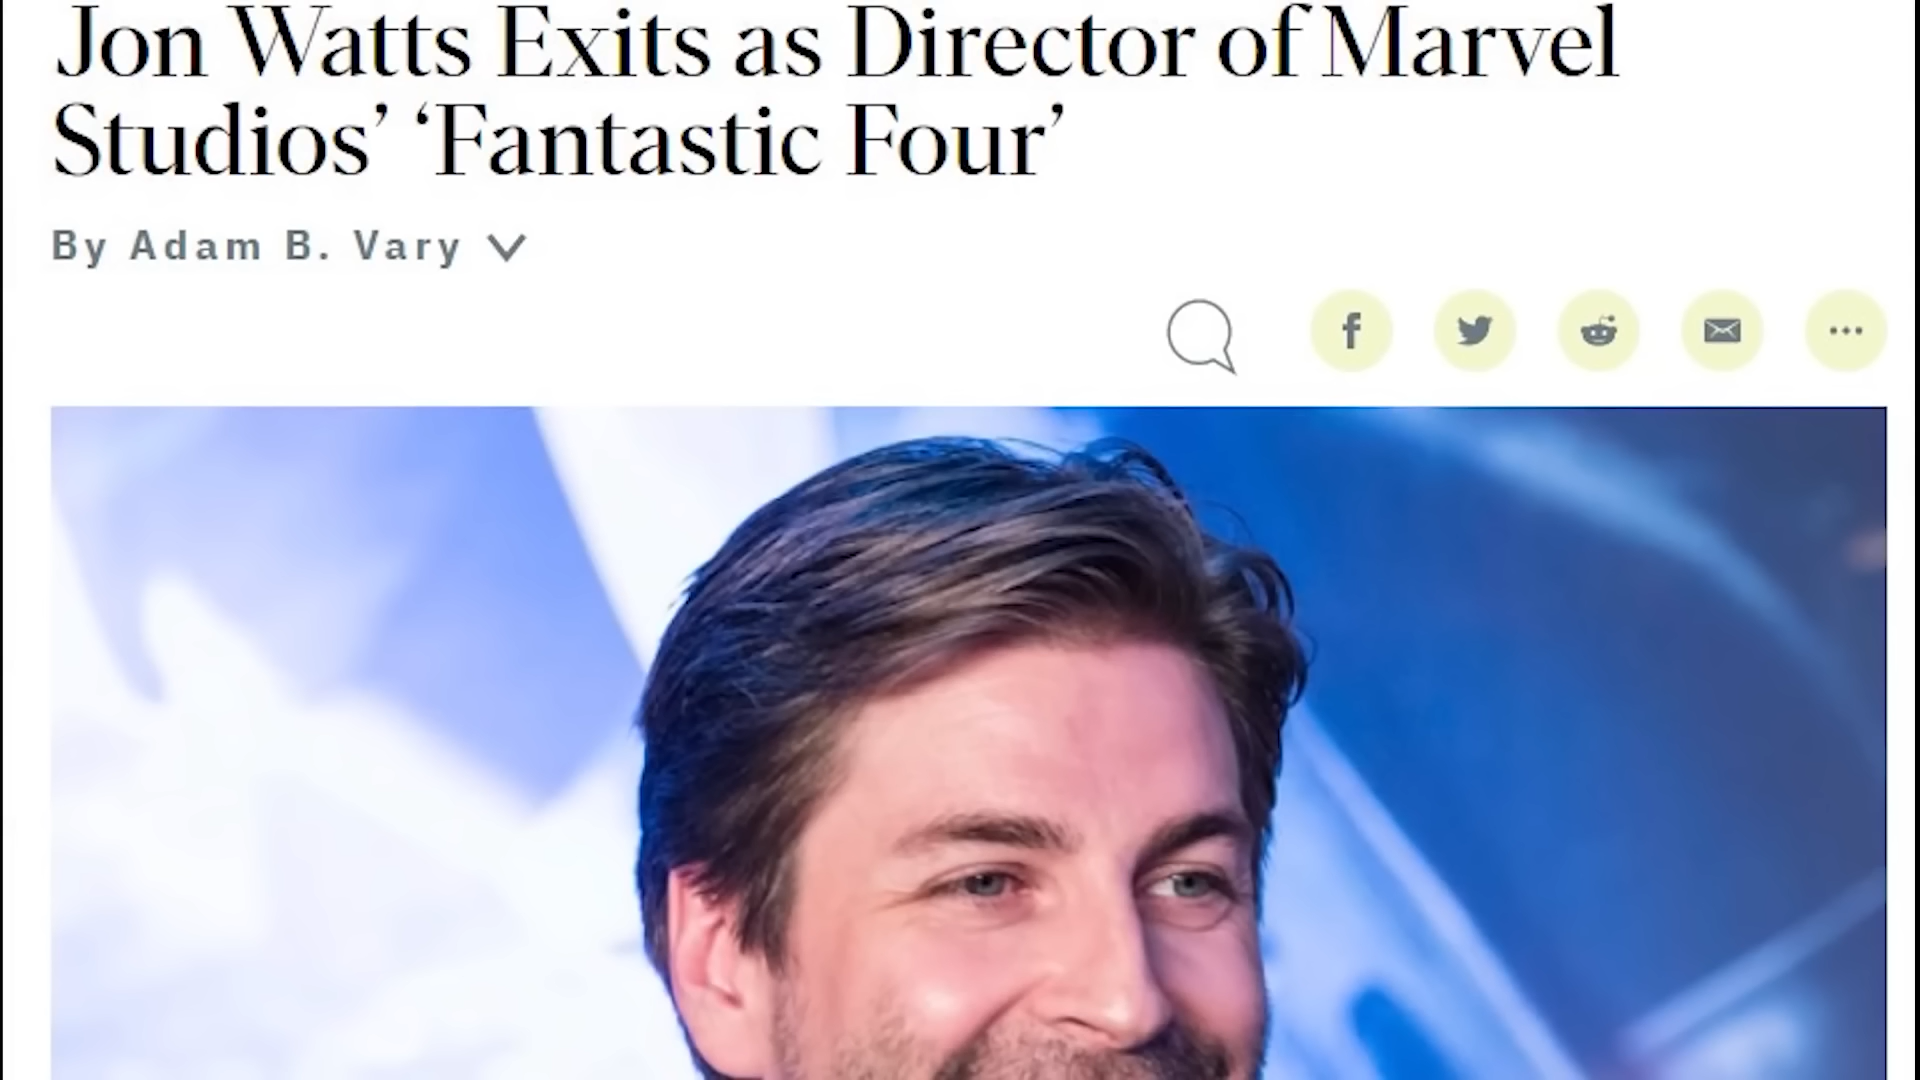 Jon Watts Exits as Director of Marvel
Studios’ ‘Fantastic Four’
By Adam B. Vary